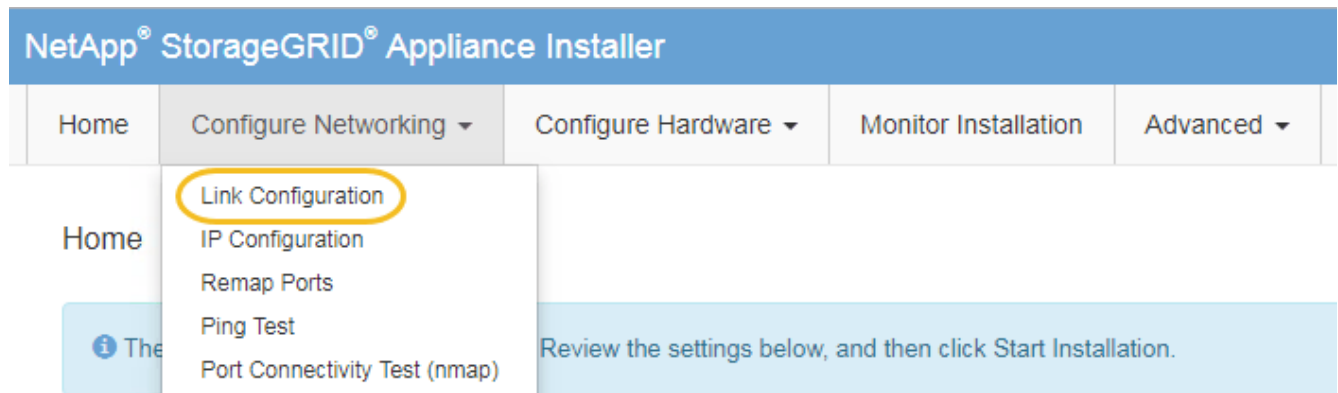 NetApp® StorageGRID® Appliance Installer
Home Configure Networking Configure Hardware Monitor Installation Advanced
Link Configuration
Home
IP Configuration
Remap Ports
Ping Test
The Review the settings below, and then click Start Installation.
Port Connectivity Test (nmap)